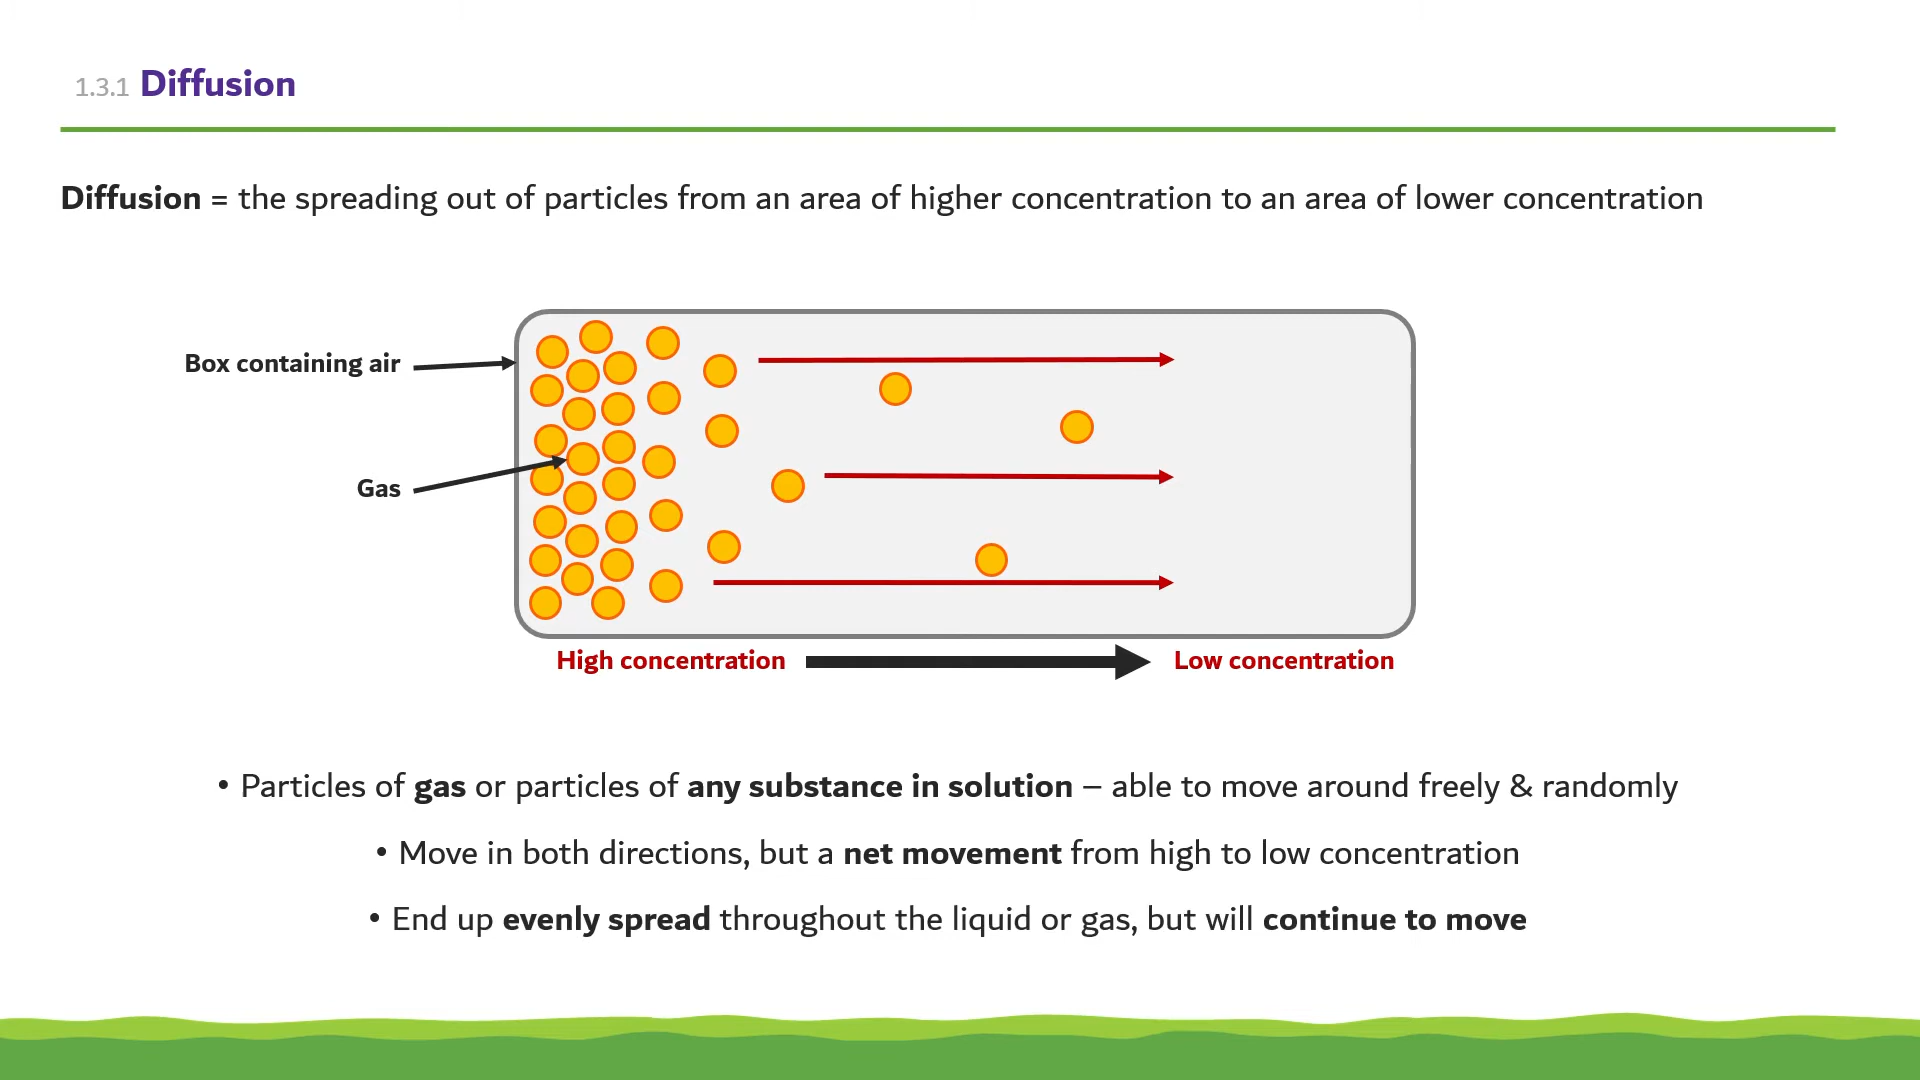 1.3.1 Diffusion
Diffusion = the spreading out of particles from an area of higher concentration to an area of lower concentration
Box containing air
Gas
High concentration
Low concentration
• Particles of gas or particles of any substance in solution – able to move around freely & randomly
• Move in both directions, but a net movement from high to low concentration
• End up evenly spread throughout the liquid or gas, but will continue to move